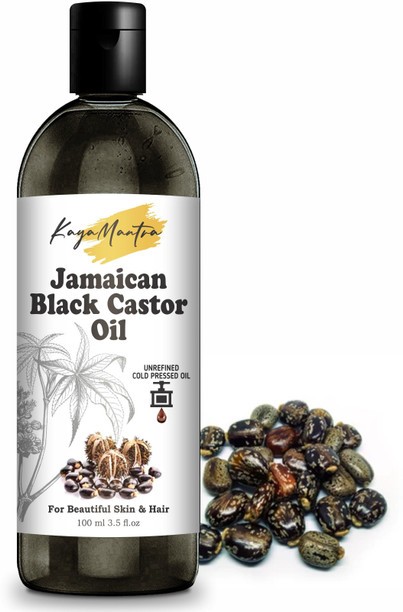 KayaMantra
Jamaican
Black Castor
Oil
UNREFINED
COLD PRESSED OIL
For Beautiful Skin & Hair
100 ml 3.5 fl.oz